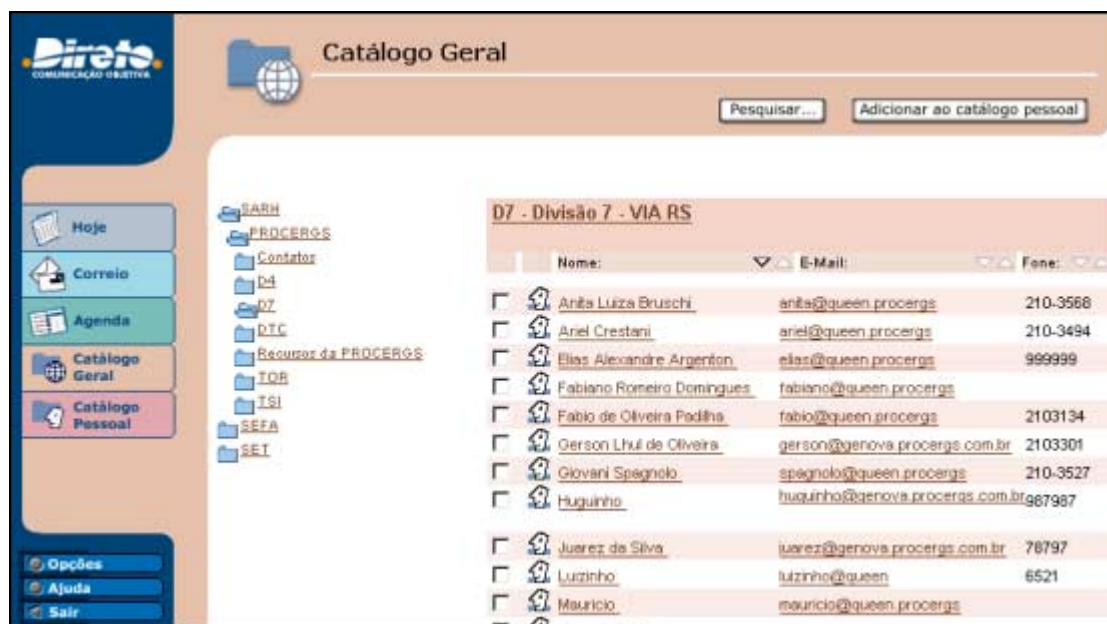 Direto
COMUNICAÇÃO OBJETIVA
Catálogo Geral
Pesquisar...
Adicionar ao catálogo pessoal
Hoje
Correio
Agenda
Catálogo
Geral
Catálogo
Pessoal
Opções
Ajuda
Sair
SARH
PROCERGS
Contatos
D4
D7
DTC
Recursos da PROCERGS
TOR
TSI
SEFA
SET
D7 - Divisão 7 - VIA RS
Nome: E-Mail: Fone:
Anita Luiza Bruschi anita@queen.procergs 210-3568
Ariel Crestani ariel@queen.procergs 210-3494
Elias Alexandre Argenton elias@queen.procergs 999999
Fabiano Romeiro Domingues fabiano@queen.procergs
Fabio de Oliveira Padilha fabio@queen.procergs 2103134
Gerson Lhul de Oliveira gerson@genova.procergs.com.br 2103301
Giovani Spagnolo spagnolo@queen.procergs 210-3527
Huguinho huguinho@genova.procergs.com.br 987987
Juarez da Silva juarez@genova.procergs.com.br 78797
Luizinho luizinho@queen 6521
Mauricio mauricio@queen.procergs